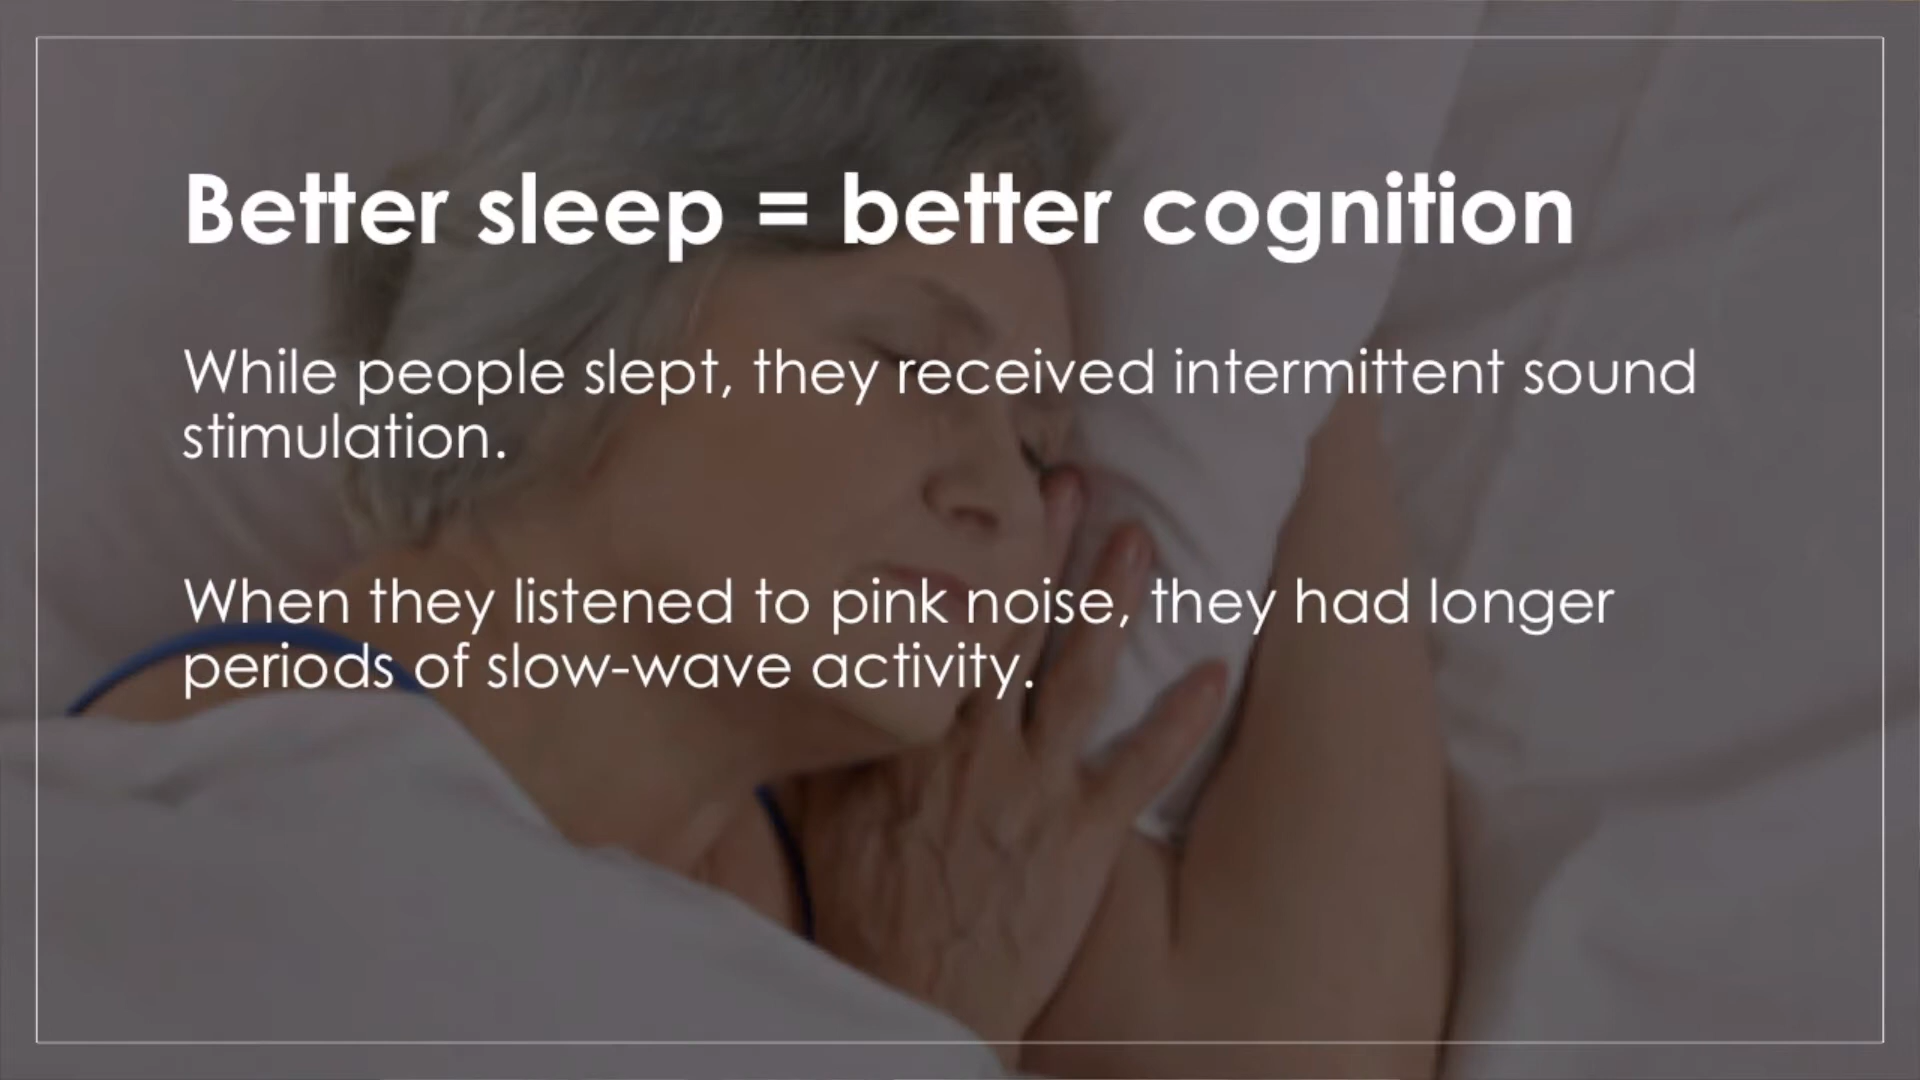 Better sleep = better cognition
While people slept, they received intermittent sound
stimulation.
When they listened to pink noise, they had longer
periods of slow-wave activity.